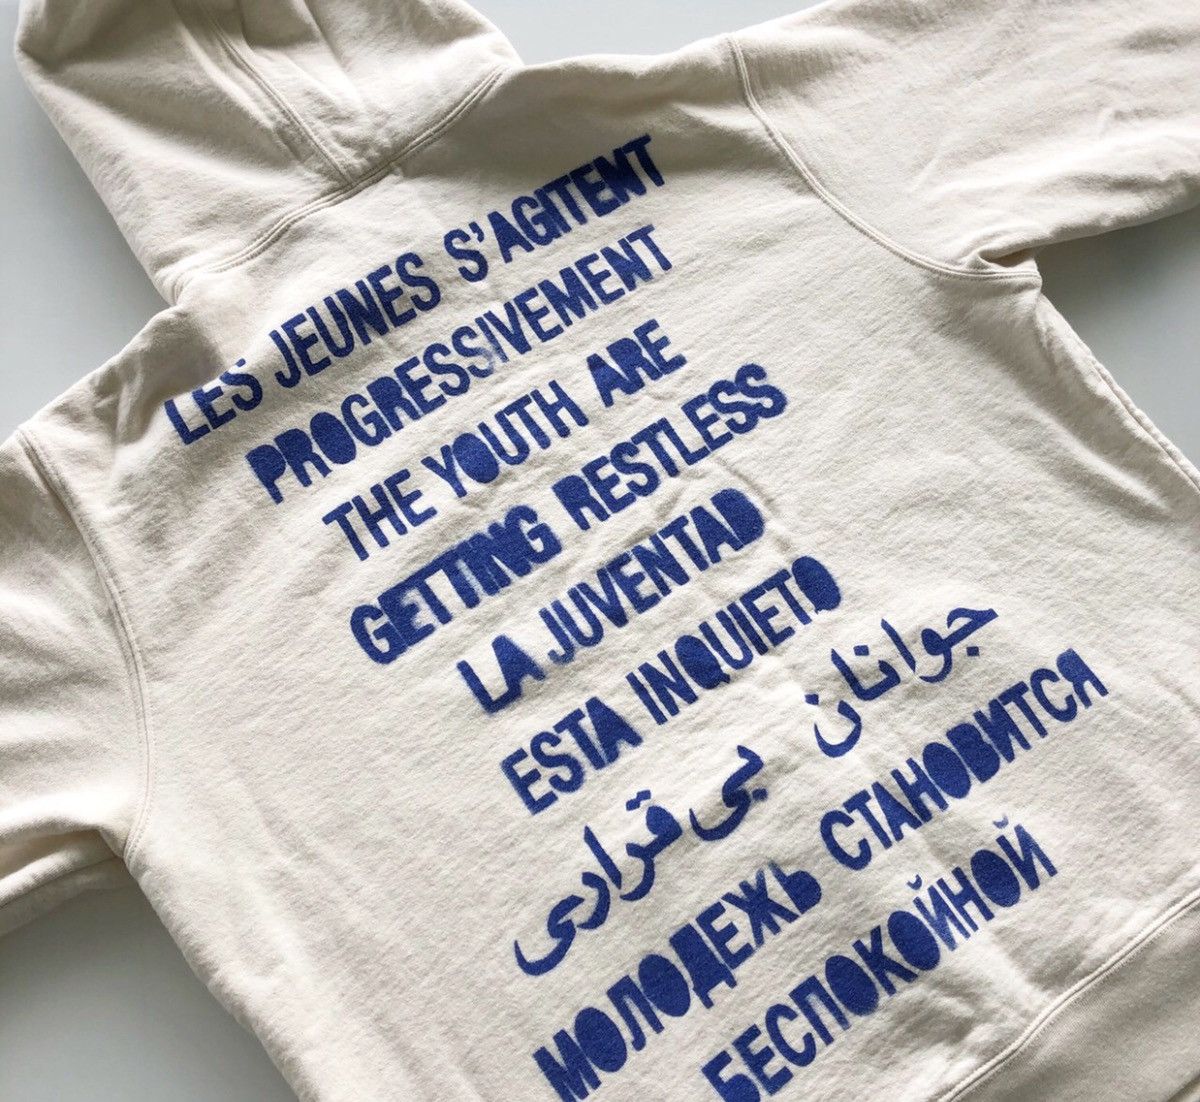 LES JEUNES S'AGITENT
PROGRESSIVEMENT
THE YOUTH ARE
GETTING RESTLESS
LA JUVENTAD
ESTA INQUIETO
جوانان
بی قراری
МОЛОДЕЖЬ СТАНОВИТСЯ
БЕСПОКОЙНОЙ